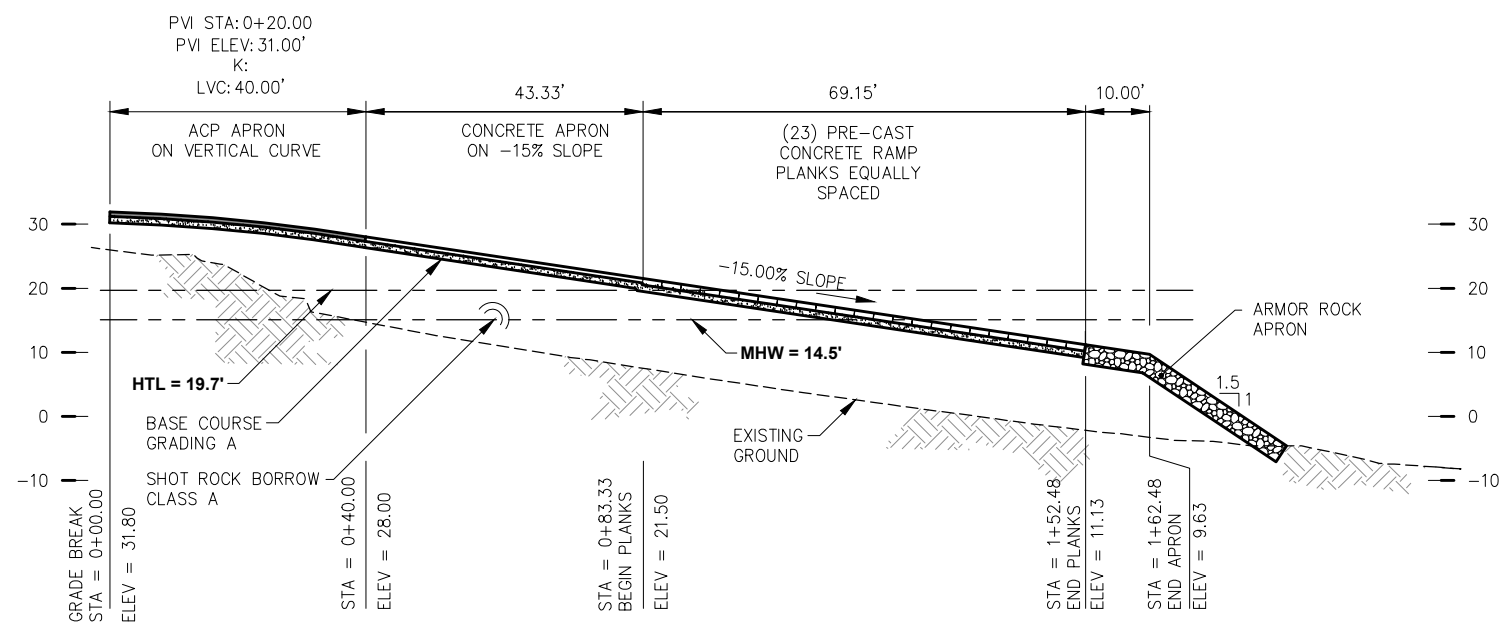 PVI STA: 0+20.00
PVI ELEV: 31.00'
K:
LVC: 40.00'
43.33'
69.15'
10.00'
ACP APRON
ON VERTICAL CURVE
CONCRETE APRON
ON -15% SLOPE
(23) PRE-CAST
CONCRETE RAMP
PLANKS EQUALLY
SPACED
30
20
10
0
-10
30
20
10
0
-10
-15.00% SLOPE
ARMOR ROCK
APRON
HTL = 19.7'
MHW = 14.5'
1.5
1
BASE COURSE
GRADING A
SHOT ROCK BORROW
CLASS A
EXISTING
GROUND
GRADE BREAK
STA = 0+00.00
ELEV = 31.80
STA = 0+40.00
ELEV = 28.00
STA = 0+83.33
BEGIN PLANKS
ELEV = 21.50
STA = 1+52.48
END PLANKS
ELEV = 11.13
STA = 1+62.48
END APRON
ELEV = 9.63